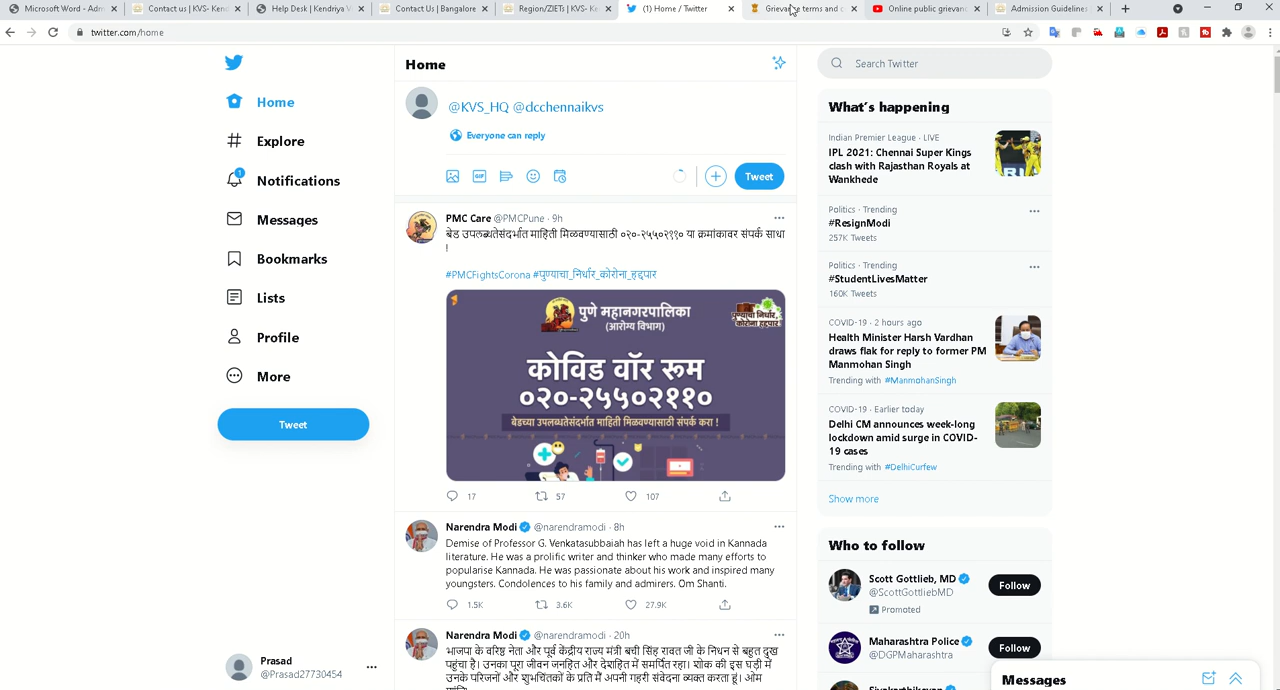 Microsoft Word - Adm
Contact us | KVS- Ken
Help Desk | Kendriya V
Contact Us | Bangalore
Region/ZIETs | KVS- Ke
(1) Home / Twitter
Grievance terms and c
Online public grievan
Admission Guidelines
twitter.com/home
Home
Explore
Notifications
1
Messages
Bookmarks
Lists
Profile
More
Tweet
Prasad
@Prasad27730454
Home
@KVS_HQ @dcchennaikvs
Everyone can reply
GIF
Tweet
PMC Care @PMCPune · 9h
बेड उपलब्धतेसंदर्भात माहिती मिळवण्यासाठी ०२०-२५५०२११० या क्रमांकावर संपर्क साधा
!
#PMCFightsCorona #पुण्याचा_निर्धार_कोरोना_हद्दपार
पुणे महानगरपालिका
(आरोग्य विभाग)
पुण्याचा निर्धार,
कोरोना हद्दपार!
कोविड वॉर रूम
०२०-२५५०२११०
बेडच्या उपलब्धतेसंदर्भात माहिती मिळवण्यासाठी संपर्क करा !
17 57 107
Narendra Modi @narendramodi · 8h
Demise of Professor G. Venkatasubbaiah has left a huge void in Kannada
literature. He was a prolific writer and thinker who made many efforts to
popularise Kannada. He was passionate about his work and inspired many
youngsters. Condolences to his family and admirers. Om Shanti.
1.5K 3.6K 27.9K
Narendra Modi @narendramodi · 20h
भाजपा के वरिष्ठ नेता और पूर्व केंद्रीय राज्य मंत्री बची सिंह रावत जी के निधन से बहुत दुख
पहुंचा है। उनका पूरा जीवन जनहित और देशहित में समर्पित रहा। शोक की इस घड़ी में
उनके परिजनों और शुभचिंतकों के प्रति मैं अपनी गहरी संवेदना व्यक्त करता हूं। ओम
Search Twitter
What's happening
Indian Premier League · LIVE
IPL 2021: Chennai Super Kings
clash with Rajasthan Royals at
Wankhede
Politics · Trending
#ResignModi
257K Tweets
Politics · Trending
#StudentLivesMatter
160K Tweets
COVID-19 · 2 hours ago
Health Minister Harsh Vardhan
draws flak for reply to former PM
Manmohan Singh
Trending with #ManmohanSingh
COVID-19 · Earlier today
Delhi CM announces week-long
lockdown amid surge in COVID-
19 cases
Trending with #DelhiCurfew
Show more
Who to follow
Scott Gottlieb, MD
@ScottGottliebMD
Promoted
Follow
Maharashtra Police
@DGPMaharashtra
Follow
Messages